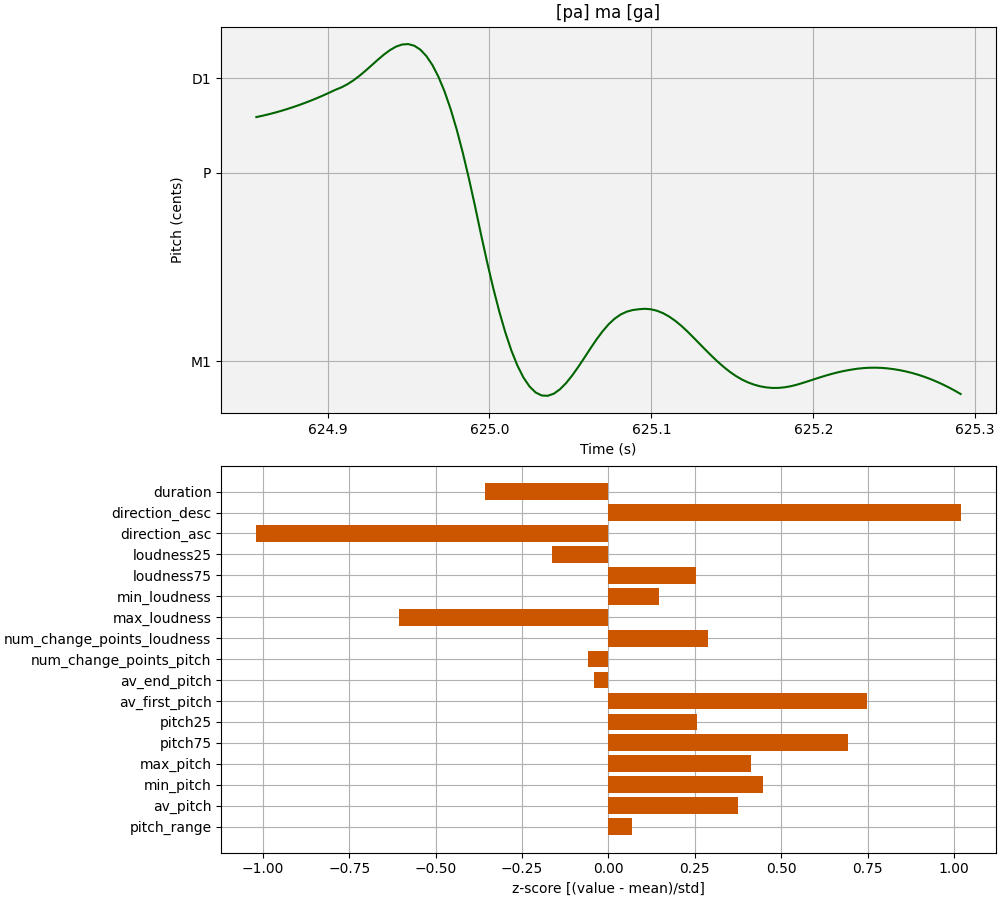 [pa] ma [ga]
D1
P
M1
Pitch (cents)
624.9 625.0 625.1 625.2 625.3
Time (s)
duration
direction_desc
direction_asc
loudness25
loudness75
min_loudness
max_loudness
num_change_points_loudness
num_change_points_pitch
av_end_pitch
av_first_pitch
pitch25
pitch75
max_pitch
min_pitch
av_pitch
pitch_range
−1.00 −0.75 −0.50 −0.25 0.00 0.25 0.50 0.75 1.00
z-score [(value - mean)/std]